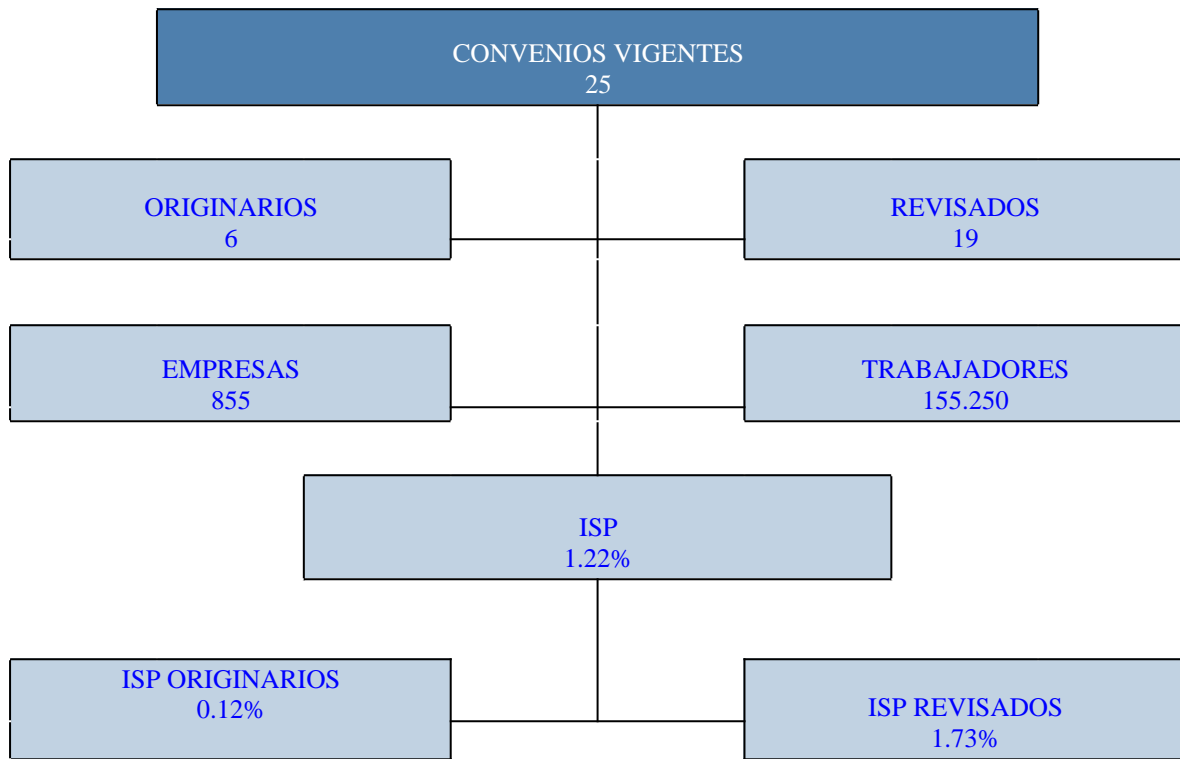 CONVENIOS VIGENTES
25
ORIGINARIOS
6
REVISADOS
19
EMPRESAS
855
TRABAJADORES
155.250
ISP
1.22%
ISP ORIGINARIOS
0.12%
ISP REVISADOS
1.73%